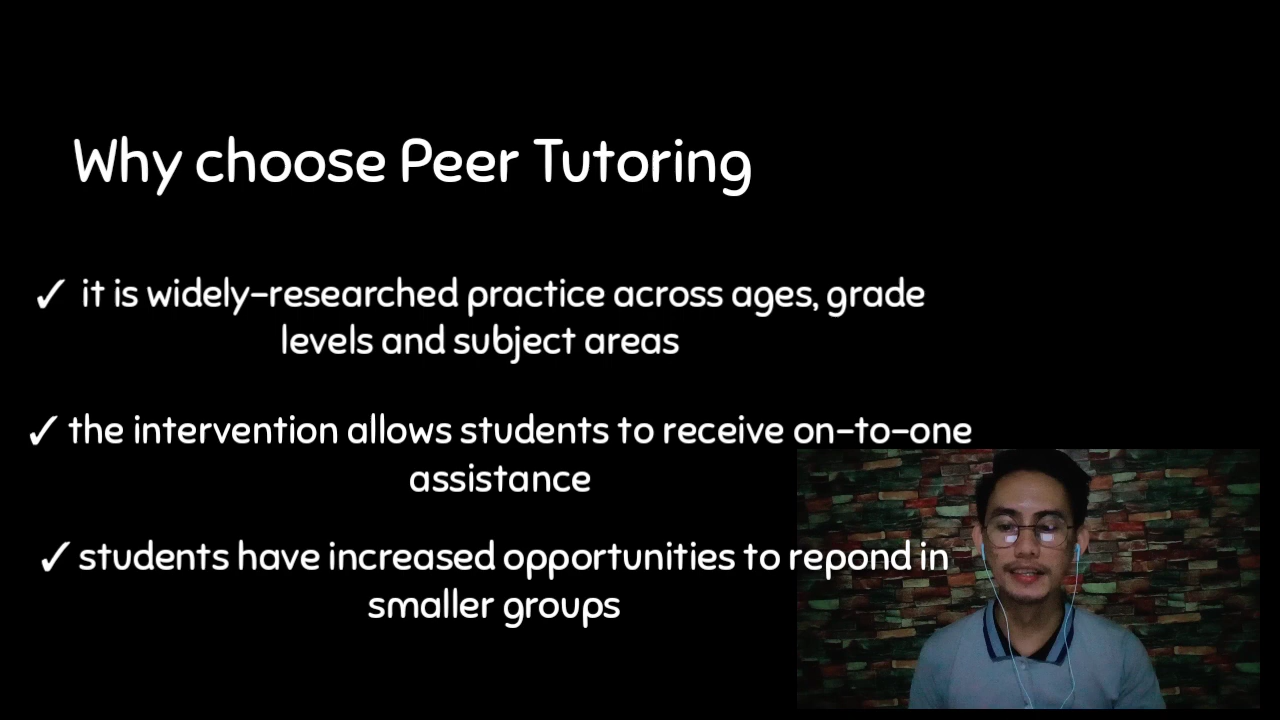 Why choose Peer Tutoring
✓ it is widely-researched practice across ages, grade
levels and subject areas
✓ the intervention allows students to receive on-to-one
assistance
✓ students have increased opportunities to repond in
smaller groups